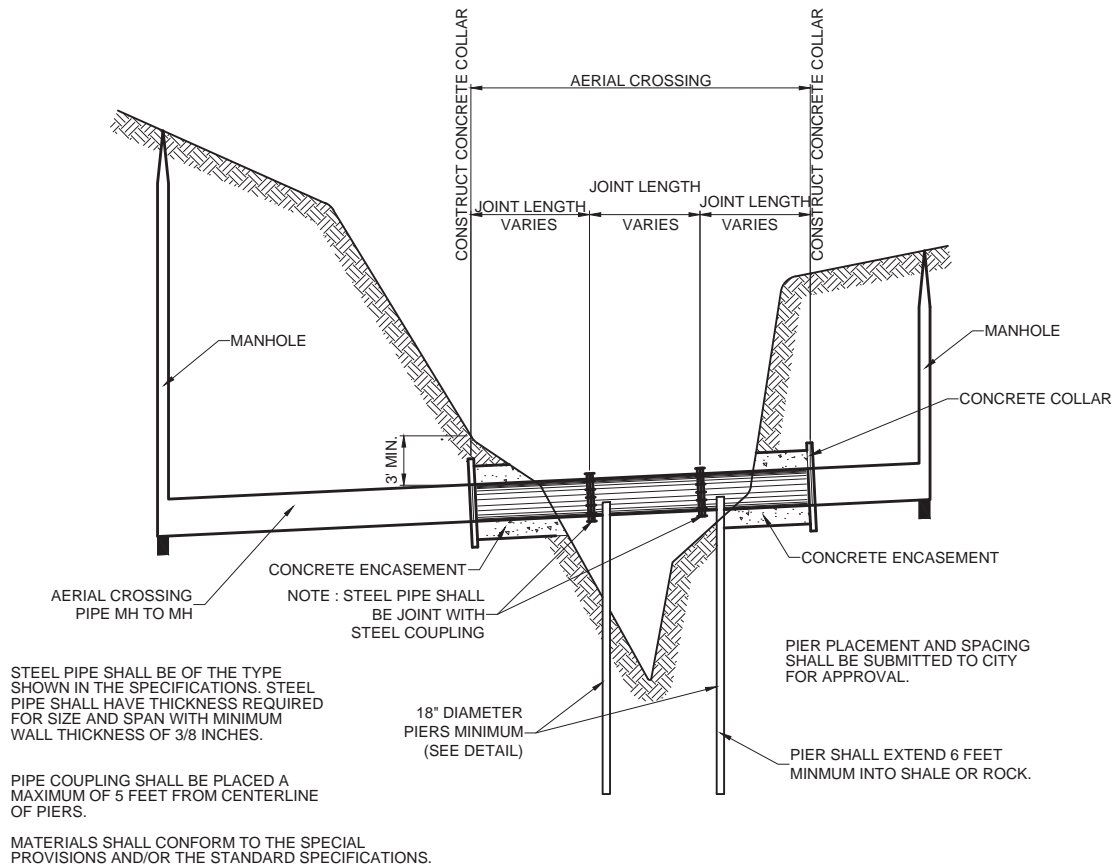 CONSTRUCT CONCRETE COLLAR
AERIAL CROSSING
CONSTRUCT CONCRETE COLLAR
JOINT LENGTH
VARIES
JOINT LENGTH
VARIES
JOINT LENGTH
VARIES
MANHOLE
MANHOLE
CONCRETE COLLAR
3' MIN.
CONCRETE ENCASEMENT
CONCRETE ENCASEMENT
NOTE : STEEL PIPE SHALL
BE JOINT WITH
STEEL COUPLING
AERIAL CROSSING
PIPE MH TO MH
PIER PLACEMENT AND SPACING
SHALL BE SUBMITTED TO CITY
FOR APPROVAL.
STEEL PIPE SHALL BE OF THE TYPE
SHOWN IN THE SPECIFICATIONS. STEEL
PIPE SHALL HAVE THICKNESS REQUIRED
FOR SIZE AND SPAN WITH MINIMUM
WALL THICKNESS OF 3/8 INCHES.
18" DIAMETER
PIERS MINIMUM
(SEE DETAIL)
PIER SHALL EXTEND 6 FEET
MINMUM INTO SHALE OR ROCK.
PIPE COUPLING SHALL BE PLACED A
MAXIMUM OF 5 FEET FROM CENTERLINE
OF PIERS.
MATERIALS SHALL CONFORM TO THE SPECIAL
PROVISIONS AND/OR THE STANDARD SPECIFICATIONS.